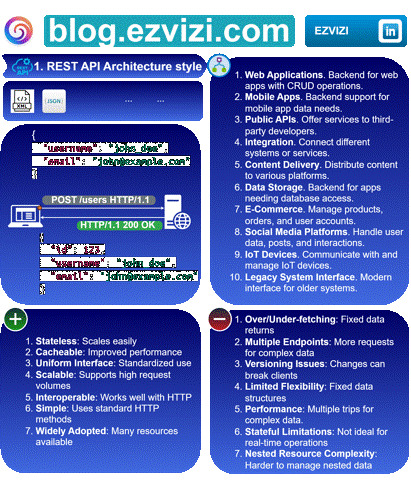 blog.ezvizi.com
EZVIZI
in
REST API
1. REST API Architecture style
XML
{JSON}
...
...
{
"username": "john_doe",
"email": "john@example.com"
}
POST /users HTTP/1.1
HTTP/1.1 200 OK
{
"id": 123,
"username": "john_doe",
"email": "john@example.com"
}
1. Web Applications. Backend for web
apps with CRUD operations.
2. Mobile Apps. Backend support for
mobile app data needs.
3. Public APIs. Offer services to third-
party developers.
4. Integration. Connect different
systems or services.
5. Content Delivery. Distribute content
to various platforms.
6. Data Storage. Backend for apps
needing database access.
7. E-Commerce. Manage products,
orders, and user accounts.
8. Social Media Platforms. Handle user
data, posts, and interactions.
9. IoT Devices. Communicate with and
manage IoT devices.
10. Legacy System Interface. Modern
interface for older systems.
1. Stateless: Scales easily
2. Cacheable: Improved performance
3. Uniform Interface: Standardized use
4. Scalable: Supports high request
volumes
5. Interoperable: Works well with HTTP
6. Simple: Uses standard HTTP
methods
7. Widely Adopted: Many resources
available
1. Over/Under-fetching: Fixed data
returns
2. Multiple Endpoints: More requests
for complex data
3. Versioning Issues: Changes can
break clients
4. Limited Flexibility: Fixed data
structures
5. Performance: Multiple trips for
complex data.
6. Stateful Limitations: Not ideal for
real-time operations
7. Nested Resource Complexity:
Harder to manage nested data